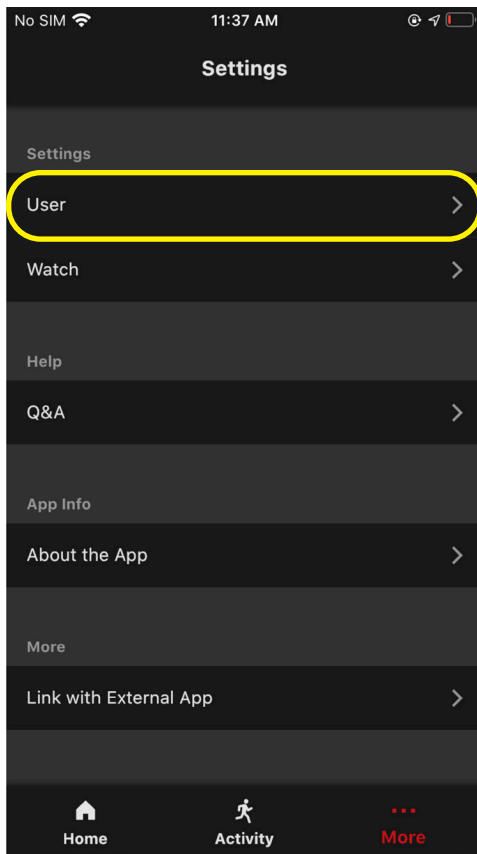 No SIM 11:37 AM
Settings
Settings
User
Watch
Help
Q&A
App Info
About the App
More
Link with External App
Home Activity More